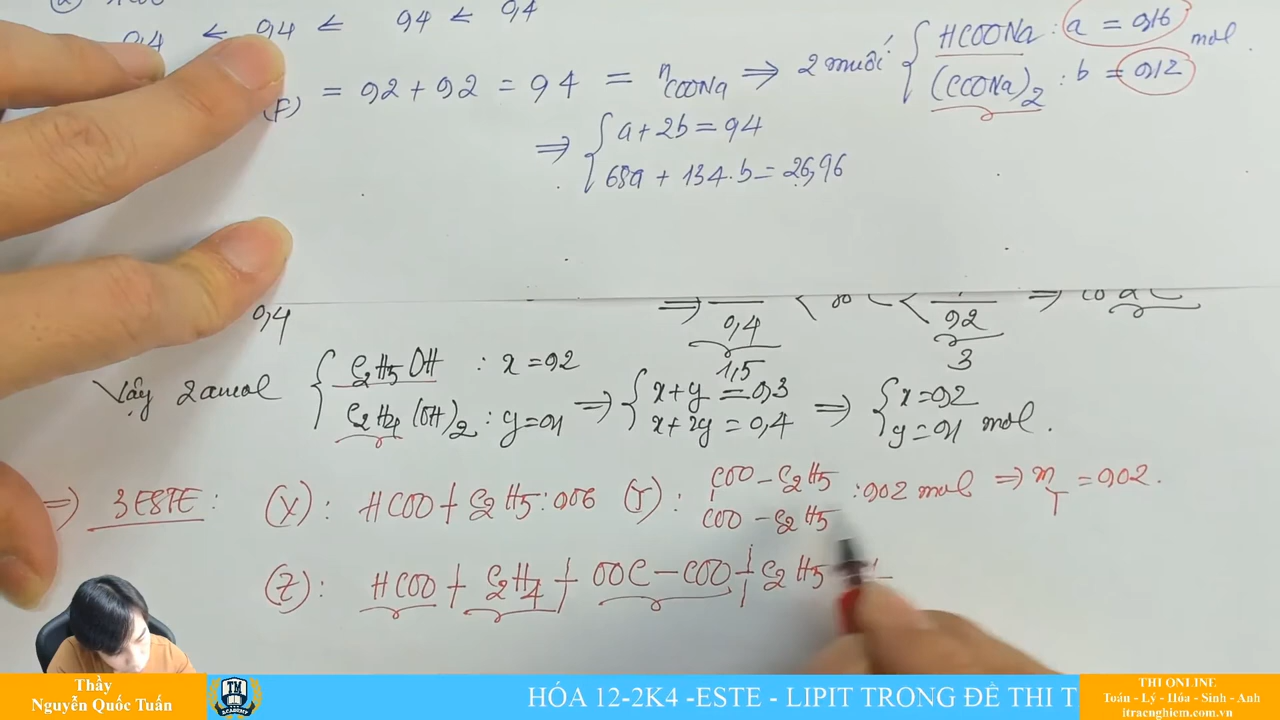 0,4 ← 0,4 ← 0,4 ← 0,4
(F) = 0,2 + 0,2 = 0,4 = n COONa ⇒ 2 muối { HCOONa : a = 0,16 mol.
(COONa)2 : b = 0,12
⇒ { a + 2b = 0,4
68a + 134.b = 26,96
0,4
0,4
1,5
0,2
3
Vậy 2 ancol { C2H5OH : x = 0,2
C2H4(OH)2 : y = 0,1 ⇒ { x + y = 0,3
x + 2y = 0,4 ⇒ { x = 0,2
y = 0,1 mol.
⇒ 3 ESTE : (X) : HCOO + C2H5 : 0,06 (Y) : COO - C2H5
COO - C2H5 : 0,02 mol ⇒ nT = 0,02.
(Z) : HCOO + C2H4 + OOC - COO + C2H5
Thầy
Nguyễn Quốc Tuấn
TM
ACADEMY
HÓA 12-2K4 -ESTE - LIPIT TRONG ĐỀ THI T
THI ONLINE
Toán - Lý - Hóa - Sinh - Anh
itracnghiem.com.vn